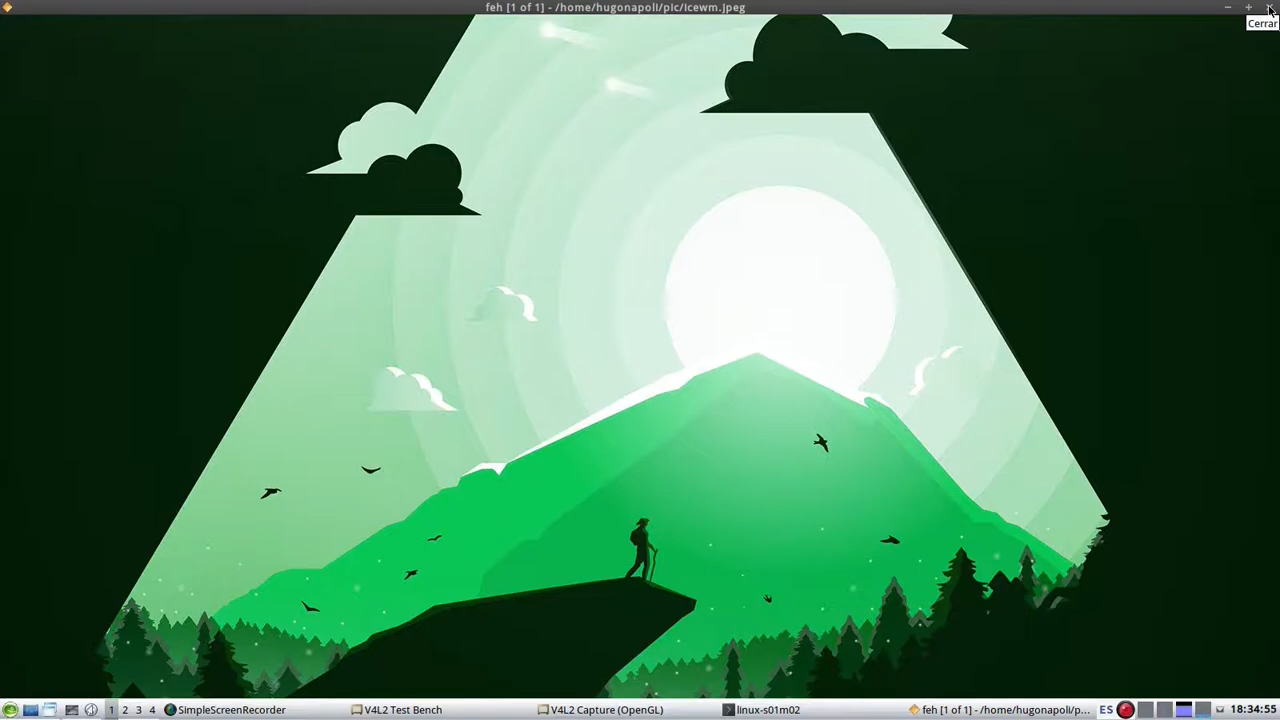 feh [1 of 1] - /home/hugonapoli/pic/icewm.jpeg
Cerrar
1 2 3 4 SimpleScreenRecorder V4L2 Test Bench V4L2 Capture (OpenGL) linux-s01m02 feh [1 of 1] - /home/hugonapoli/p... ES 18:34:55